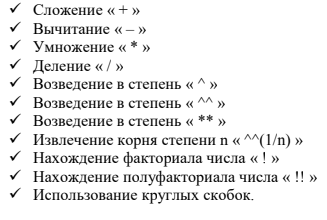 ✓ Сложение « + »
✓ Вычитание « – »
✓ Умножение « * »
✓ Деление « / »
✓ Возведение в степень « ^ »
✓ Возведение в степень « ^^ »
✓ Возведение в степень « ** »
✓ Извлечение корня степени n « ^^(1/n) »
✓ Нахождение факториала числа « ! »
✓ Нахождение полуфакториала числа « !! »
✓ Использование круглых скобок.